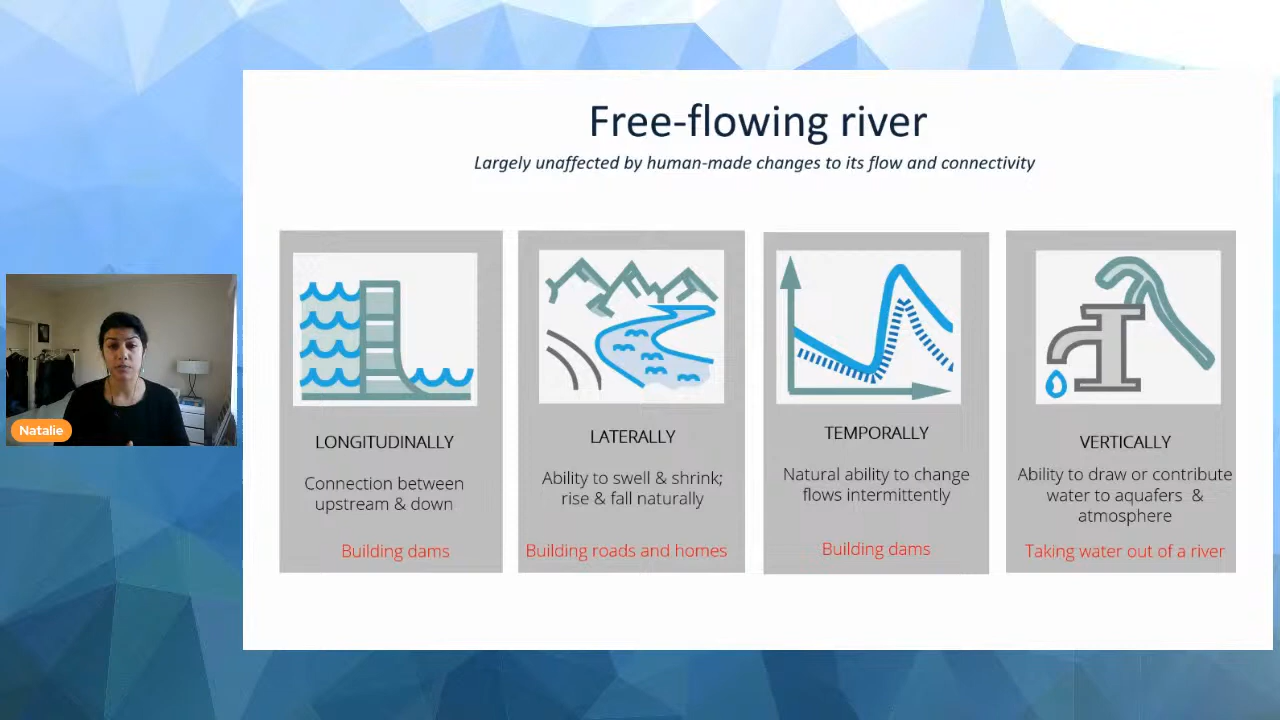 Free-flowing river
Largely unaffected by human-made changes to its flow and connectivity
LONGITUDINALLY
Connection between
upstream & down
Building dams
LATERALLY
Ability to swell & shrink;
rise & fall naturally
Building roads and homes
TEMPORALLY
Natural ability to change
flows intermittently
Building dams
VERTICALLY
Ability to draw or contribute
water to aquafers &
atmosphere
Taking water out of a river
Natalie